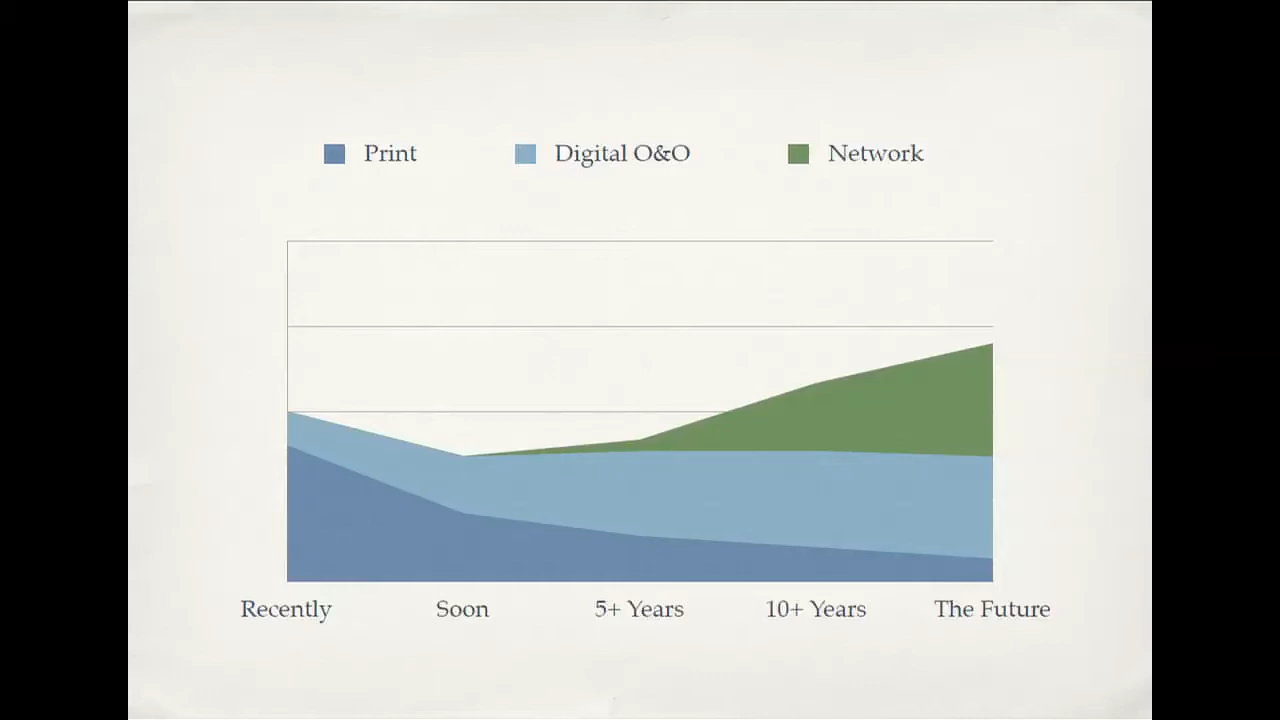 Print Digital O&O Network
Recently Soon 5+ Years 10+ Years The Future